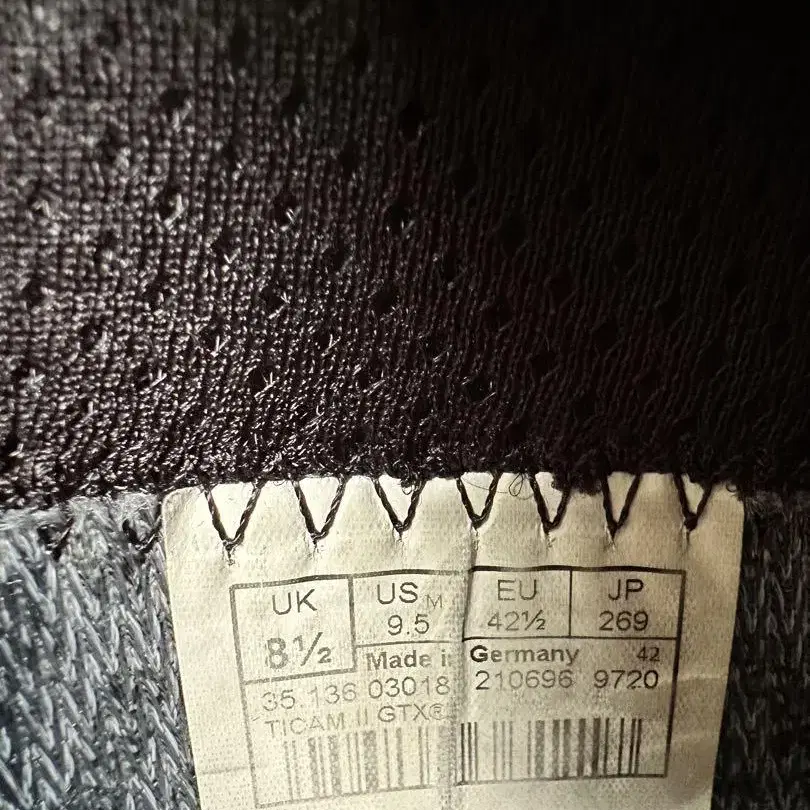 UK US M EU JP
8½ 9.5 42½ 269
Made in Germany 42
35 136 03018 210696 9720
TICAM II GTX®